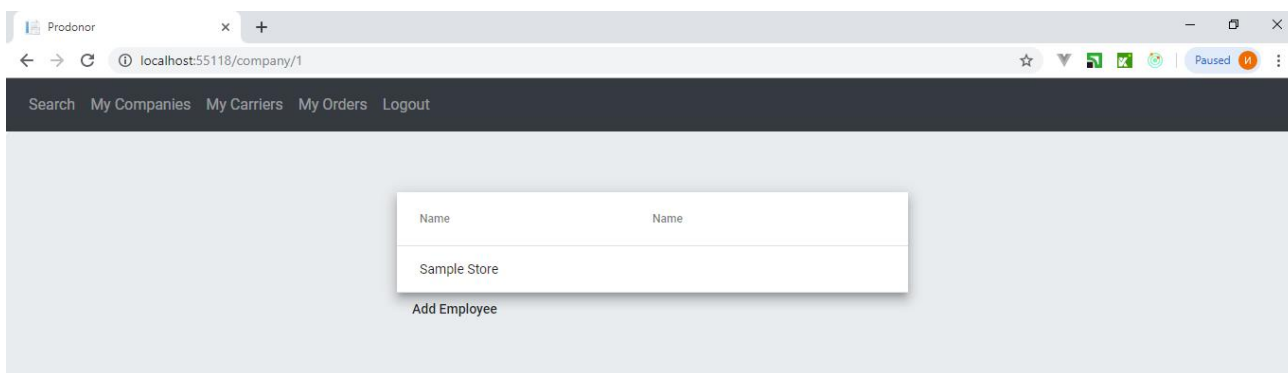 Prodonor
localhost:55118/company/1
Paused И
Search My Companies My Carriers My Orders Logout
Name Name
Sample Store
Add Employee